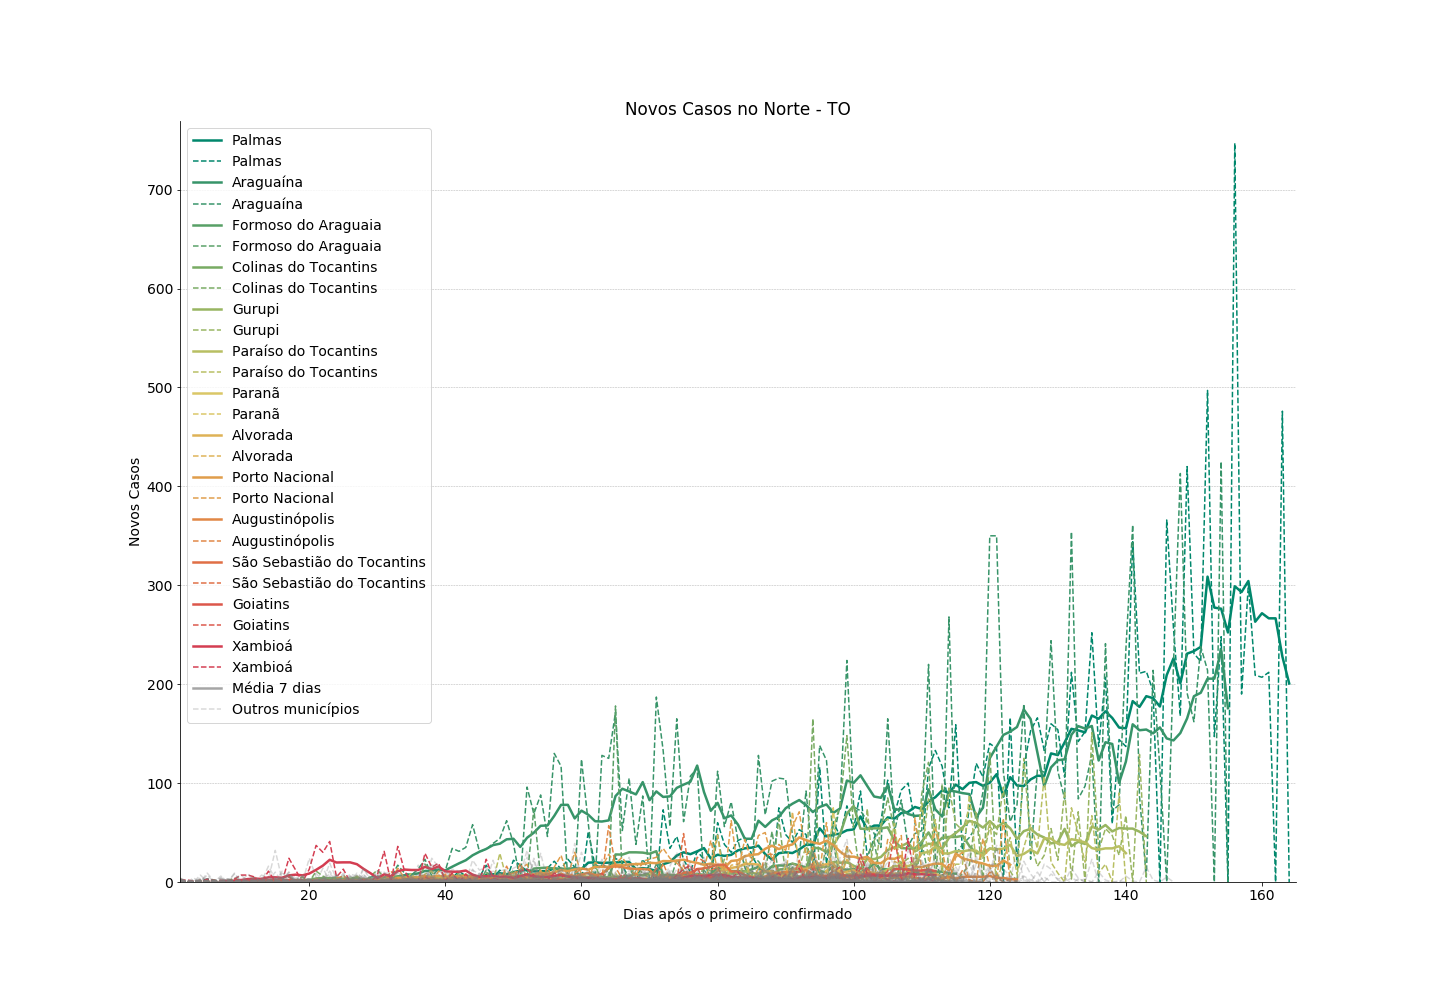 Novos Casos no Norte - TO
Palmas
Palmas
Araguaína
Araguaína
Formoso do Araguaia
Formoso do Araguaia
Colinas do Tocantins
Colinas do Tocantins
Gurupi
Gurupi
Paraíso do Tocantins
Paraíso do Tocantins
Paranã
Paranã
Alvorada
Alvorada
Porto Nacional
Porto Nacional
Augustinópolis
Augustinópolis
São Sebastião do Tocantins
São Sebastião do Tocantins
Goiatins
Goiatins
Xambioá
Xambioá
Média 7 dias
Outros municípios
Novos Casos
700
600
500
400
300
200
100
0
20 40 60 80 100 120 140 160
Dias após o primeiro confirmado